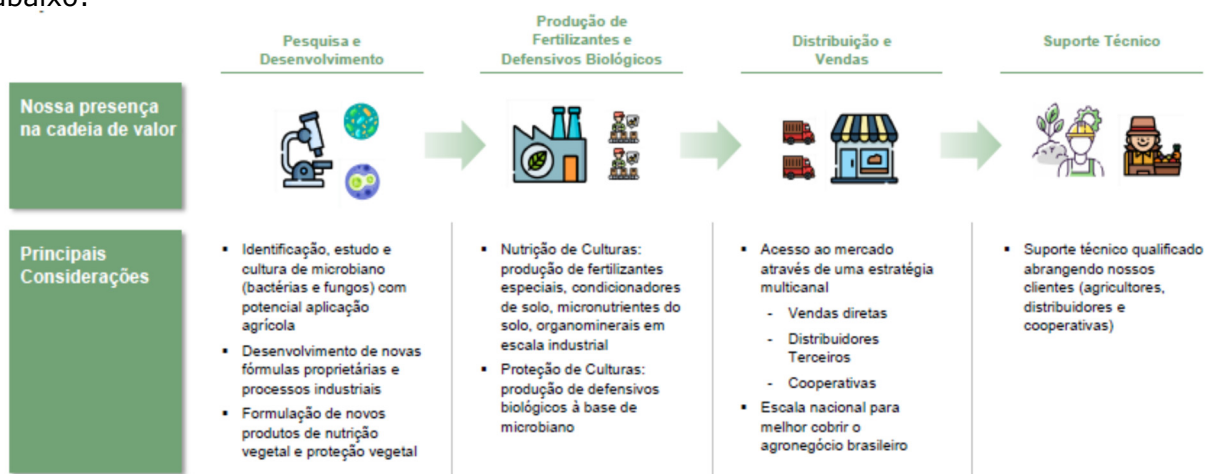 abaixo:
Pesquisa e
Desenvolvimento
Produção de
Fertilizantes e
Defensivos Biológicos
Distribuição e
Vendas
Suporte Técnico
Nossa presença
na cadeia de valor
Principais
Considerações
▪ Identificação, estudo e
cultura de microbiano
(bactérias e fungos) com
potencial aplicação
agrícola
▪ Desenvolvimento de novas
fórmulas proprietárias e
processos industriais
▪ Formulação de novos
produtos de nutrição
vegetal e proteção vegetal
▪ Nutrição de Culturas:
produção de fertilizantes
especiais, condicionadores
de solo, micronutrientes do
solo, organominerais em
escala industrial
▪ Proteção de Culturas:
produção de defensivos
biológicos à base de
microbiano
▪ Acesso ao mercado
através de uma estratégia
multicanal
- Vendas diretas
- Distribuidores
Terceiros
- Cooperativas
▪ Escala nacional para
melhor cobrir o
agronegócio brasileiro
▪ Suporte técnico qualificado
abrangendo nossos
clientes (agricultores,
distribuidores e
cooperativas)